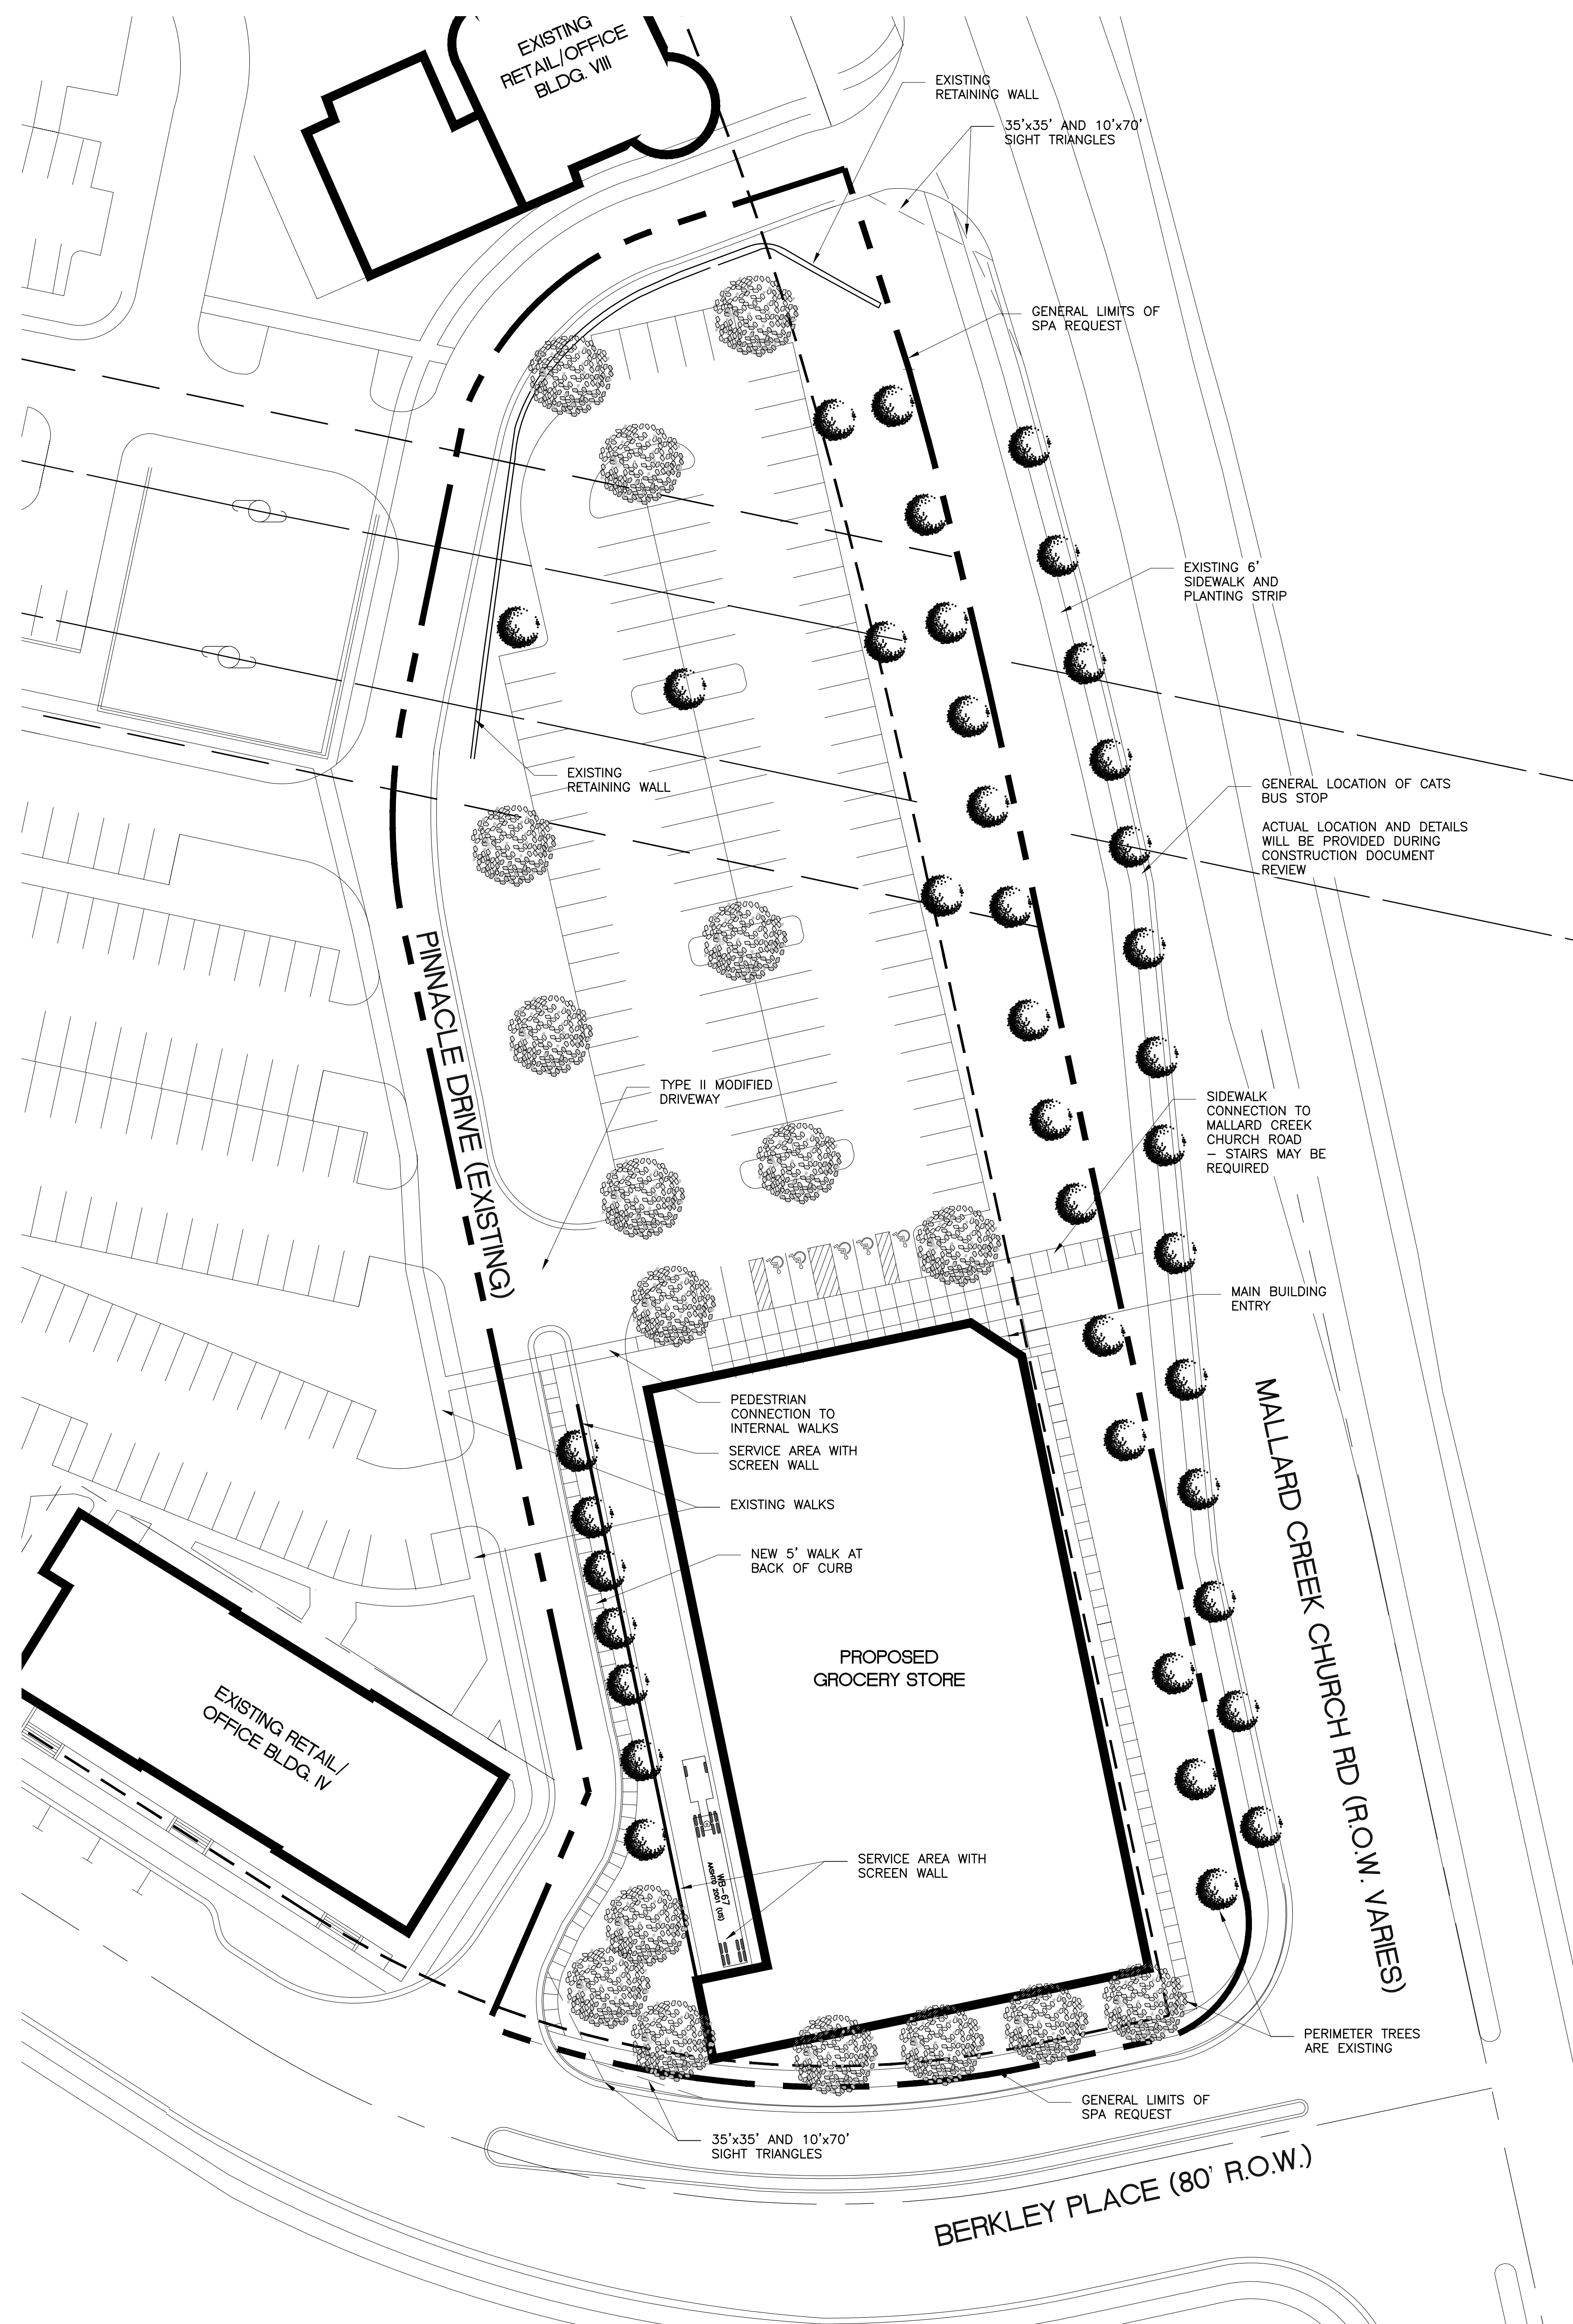 EXISTING
RETAIL/OFFICE
BLDG. VIII
EXISTING
RETAINING WALL
35'x35' AND 10'x70'
SIGHT TRIANGLES
GENERAL LIMITS OF
SPA REQUEST
EXISTING 6'
SIDEWALK AND
PLANTING STRIP
EXISTING
RETAINING WALL
GENERAL LOCATION OF CATS
BUS STOP
ACTUAL LOCATION AND DETAILS
WILL BE PROVIDED DURING
CONSTRUCTION DOCUMENT
REVIEW
PINNACLE DRIVE (EXISTING)
TYPE II MODIFIED
DRIVEWAY
SIDEWALK
CONNECTION TO
MALLARD CREEK
CHURCH ROAD
– STAIRS MAY BE
REQUIRED
MAIN BUILDING
ENTRY
PEDESTRIAN
CONNECTION TO
INTERNAL WALKS
SERVICE AREA WITH
SCREEN WALL
EXISTING WALKS
NEW 5' WALK AT
BACK OF CURB
MALLARD CREEK CHURCH RD (R.O.W. VARIES)
PROPOSED
GROCERY STORE
EXISTING RETAIL/
OFFICE BLDG. IV
SERVICE AREA WITH
SCREEN WALL
WB-67
AASHTO 2001 (US)
PERIMETER TREES
ARE EXISTING
GENERAL LIMITS OF
SPA REQUEST
35'x35' AND 10'x70'
SIGHT TRIANGLES
BERKLEY PLACE (80' R.O.W.)